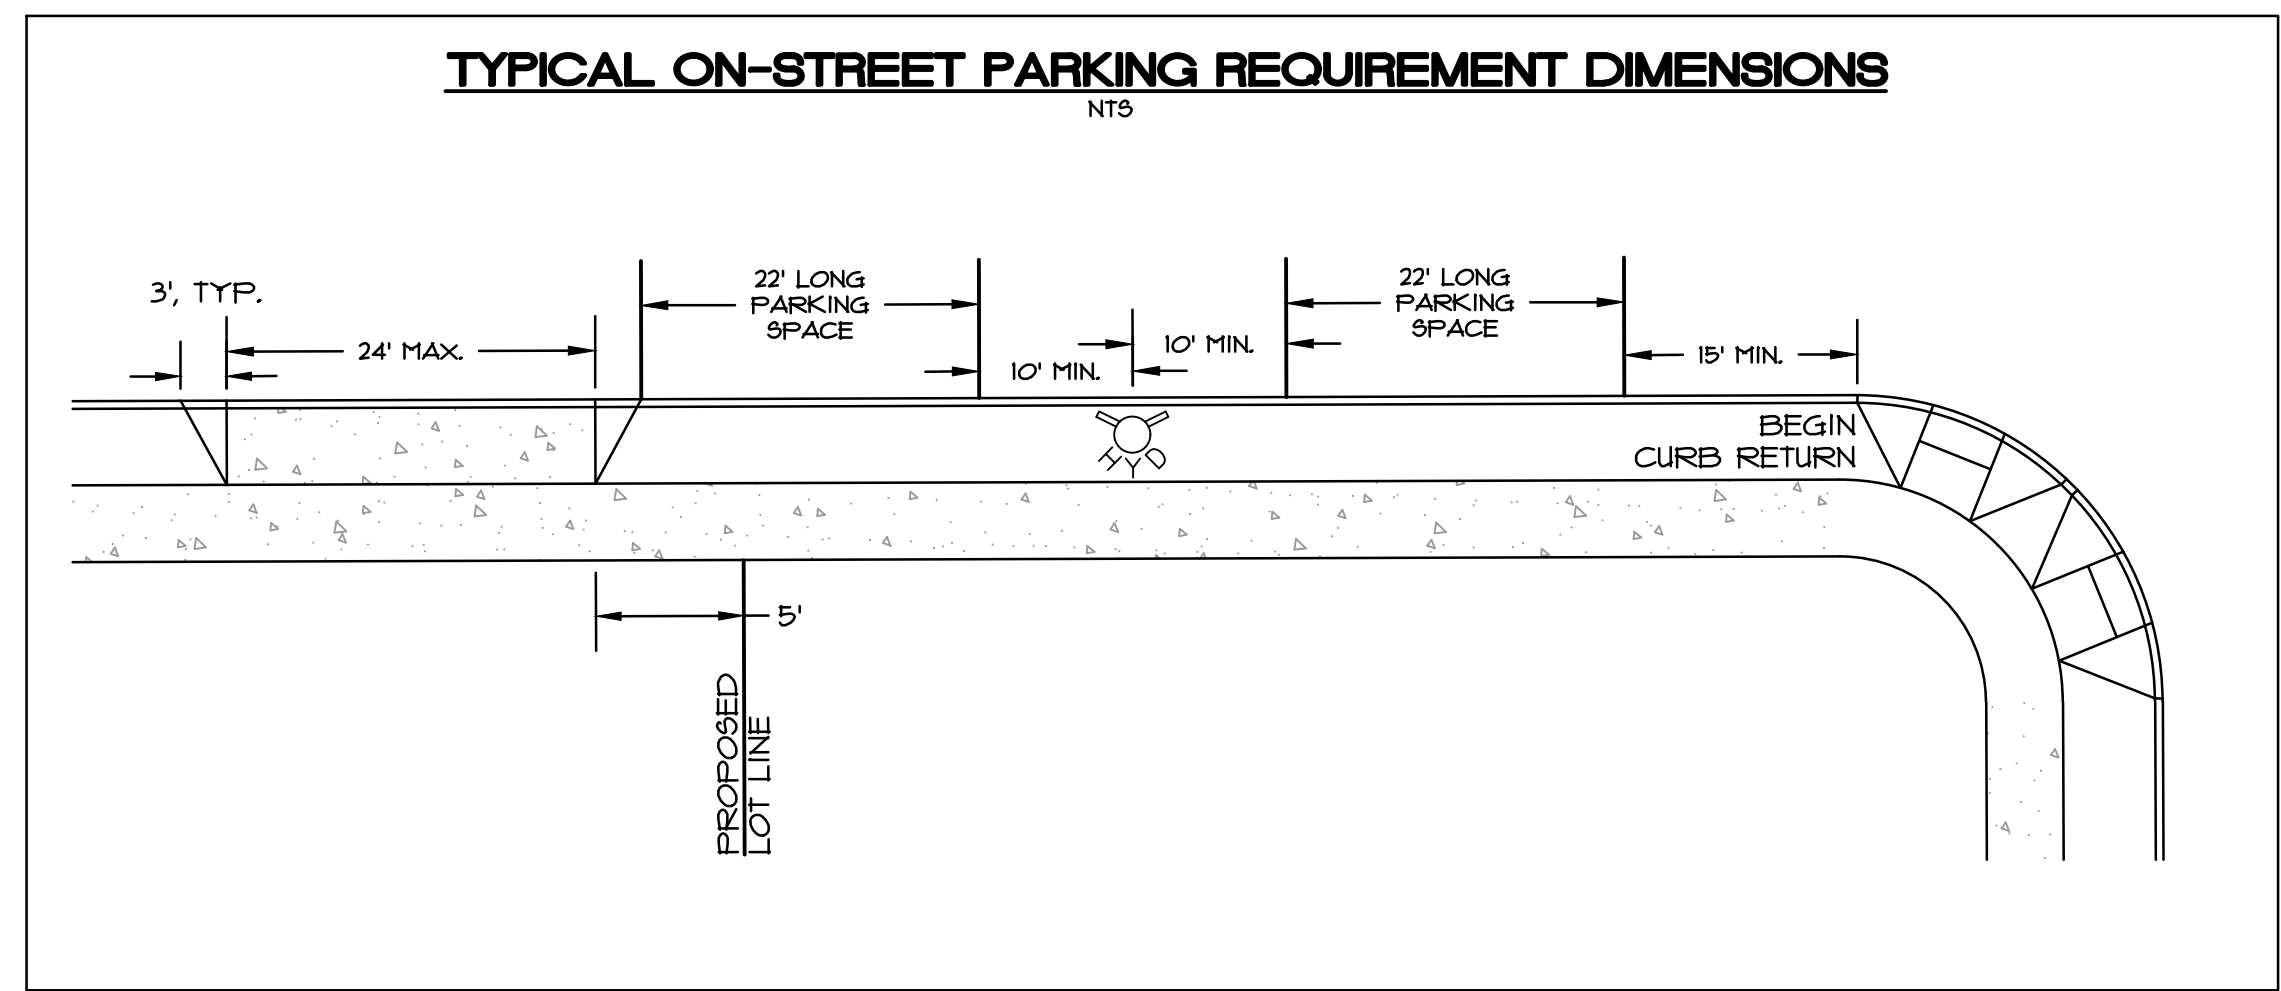 TYPICAL ON-STREET PARKING REQUIREMENT DIMENSIONS
NTS
3', TYP.
24' MAX.
22' LONG
PARKING
SPACE
10' MIN.
10' MIN.
22' LONG
PARKING
SPACE
15' MIN.
BEGIN
CURB RETURN
HYD
5'
PROPOSED
LOT LINE